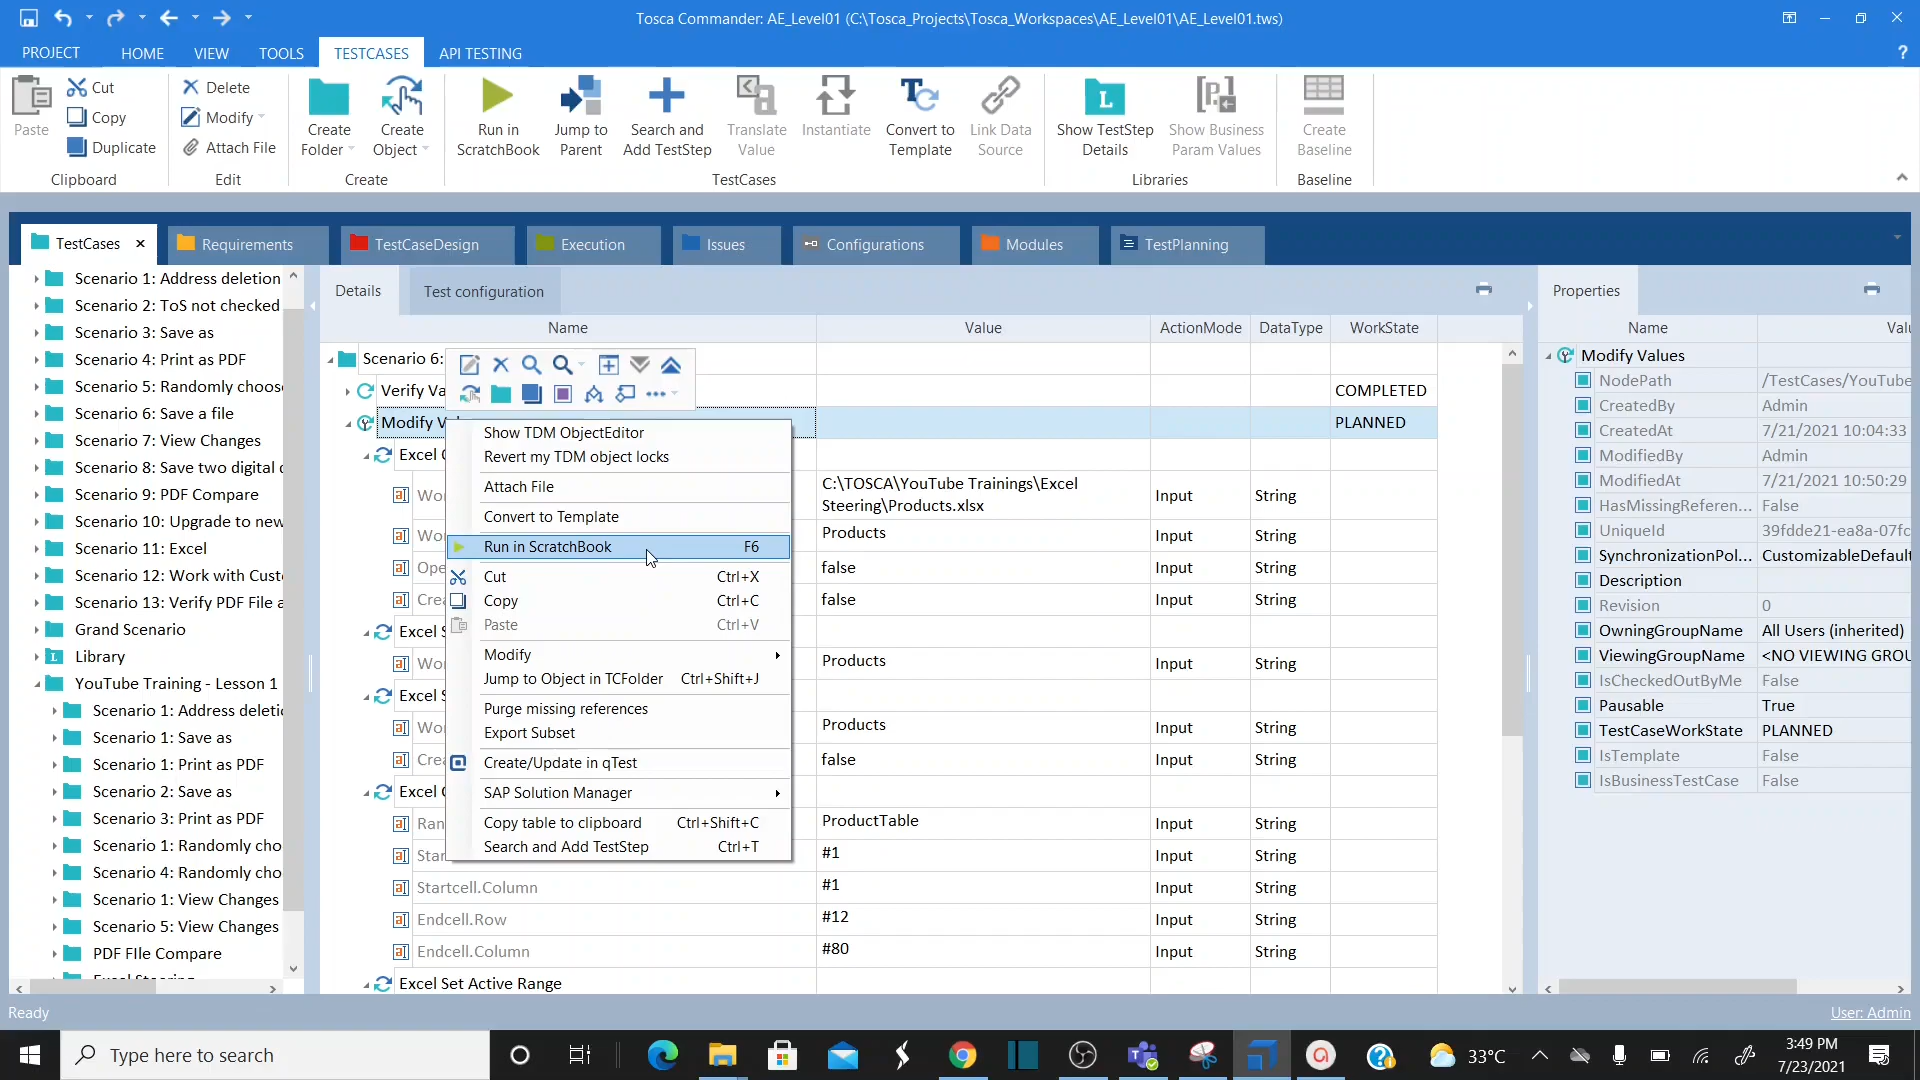 Tosca Commander: AE_Level01 (C:\Tosca_Projects\Tosca_Workspaces\AE_Level01\AE_Level01.tws)
PROJECT HOME VIEW TOOLS TESTCASES API TESTING ?
Paste
Cut
Copy
Duplicate
Clipboard
Delete
Modify
Attach File
Edit
Create Folder
Create Object
Create
Run in ScratchBook
Jump to Parent
Search and Add TestStep
Translate Value
Instantiate
Convert to Template
Link Data Source
TestCases
Show TestStep Details
Show Business Param Values
Libraries
Create Baseline
Baseline
TestCases Requirements TestCaseDesign Execution Issues Configurations Modules TestPlanning
Scenario 1: Address deletion
Scenario 2: ToS not checked
Scenario 3: Save as
Scenario 4: Print as PDF
Scenario 5: Randomly choos
Scenario 6: Save a file
Scenario 7: View Changes
Scenario 8: Save two digital
Scenario 9: PDF Compare
Scenario 10: Upgrade to new
Scenario 11: Excel
Scenario 12: Work with Cust
Scenario 13: Verify PDF File a
Grand Scenario
Library
YouTube Training - Lesson 1
Scenario 1: Address deleti
Scenario 1: Save as
Scenario 1: Print as PDF
Scenario 2: Save as
Scenario 3: Print as PDF
Scenario 1: Randomly cho
Scenario 4: Randomly cho
Scenario 1: View Changes
Scenario 5: View Changes
PDF FIle Compare
Details Test configuration
Name Value ActionMode DataType WorkState
Scenario 6:
Verify Va COMPLETED
Modify V PLANNED
Excel
Wo C:\TOSCA\YouTube Trainings\Excel Input String
Steering\Products.xlsx
Wo Products Input String
Ope false Input String
Crea false Input String
Excel S
Wo Products Input String
Excel S
Wo Products Input String
Crea false Input String
Excel
Ran ProductTable Input String
Star #1 Input String
Startcell.Column #1 Input String
Endcell.Row #12 Input String
Endcell.Column #80 Input String
Excel Set Active Range
Show TDM ObjectEditor
Revert my TDM object locks
Attach File
Convert to Template
Run in ScratchBook F6
Cut Ctrl+X
Copy Ctrl+C
Paste Ctrl+V
Modify
Jump to Object in TCFolder Ctrl+Shift+J
Purge missing references
Export Subset
Create/Update in qTest
SAP Solution Manager
Copy table to clipboard Ctrl+Shift+C
Search and Add TestStep Ctrl+T
Properties
Name Valu
Modify Values
NodePath /TestCases/YouTube
CreatedBy Admin
CreatedAt 7/21/2021 10:04:33
ModifiedBy Admin
ModifiedAt 7/21/2021 10:50:29
HasMissingReferen... False
UniqueId 39fdde21-ea8a-07fc
SynchronizationPol... CustomizableDefault
Description
Revision 0
OwningGroupName All Users (inherited)
ViewingGroupName <NO VIEWING GROU
IsCheckedOutByMe False
Pausable True
TestCaseWorkState PLANNED
IsTemplate False
IsBusinessTestCase False
Ready User: Admin
Type here to search
33°C
3:49 PM
7/23/2021